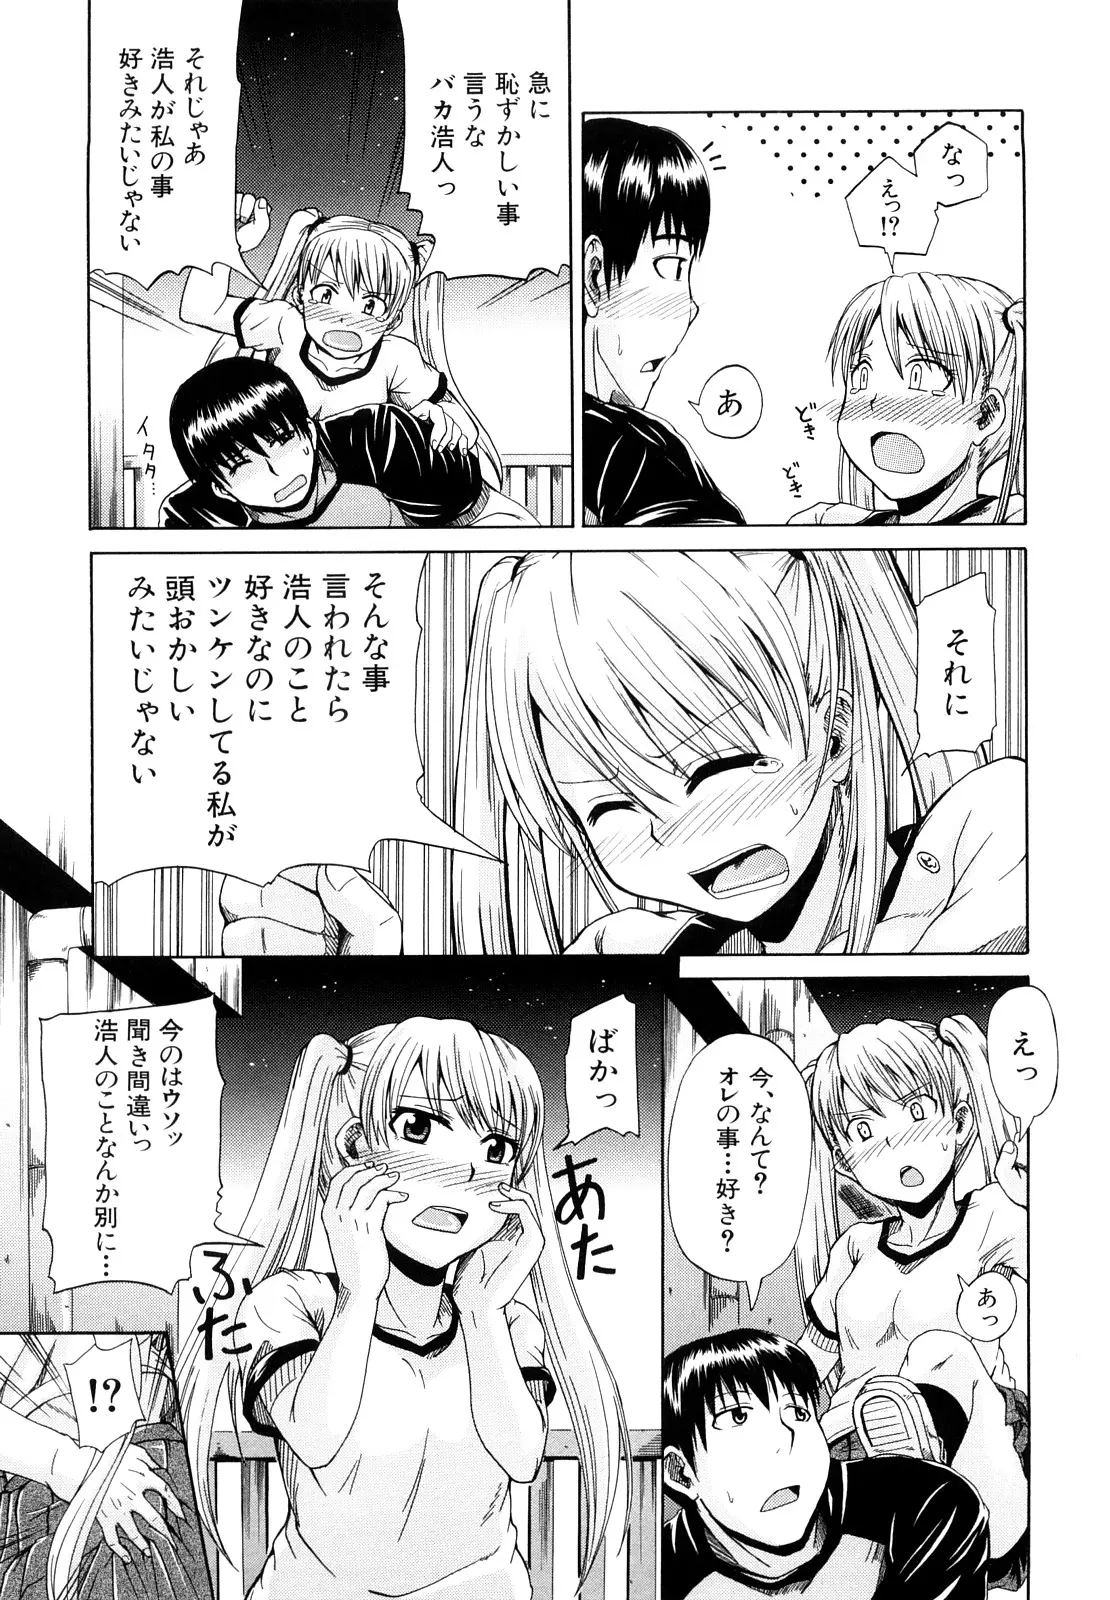 なっ
えっ!?
あ
どき
どき
急に
恥ずかしい事
言うな
バカ浩人っ
それじゃあ
浩人が私の事
好きみたいじゃない
イタタ…
それに
そんな事
言われたら
浩人のこと
好きなのに
ツンケンしてる私が
頭おかしい
みたいじゃない
えっ
今、なんて?
オレの事…好き?
あっ
ばかっ
あた
ふた
今のはウソッ
聞き間違いっ
浩人のことなんか別に…
!?